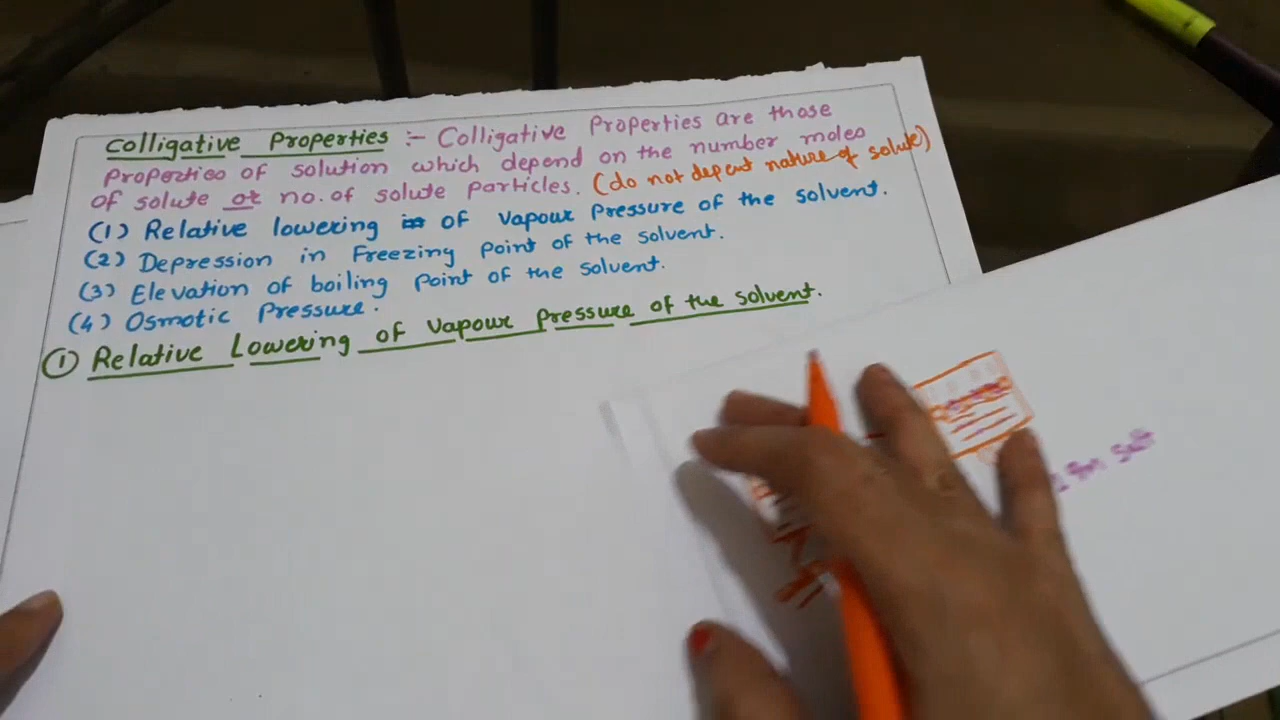 Colligative Properties :- Colligative Properties are those
Properties of solution which depend on the number moles
of solute or no. of solute particles. (do not depent nature of solute)
(1) Relative lowering of vapour Pressure of the solvent.
(2) Depression in Freezing point of the solvent.
(3) Elevation of boiling point of the solvent.
(4) Osmotic Pressure.
① Relative Lowering of vapour pressure of the solvent.
Salt